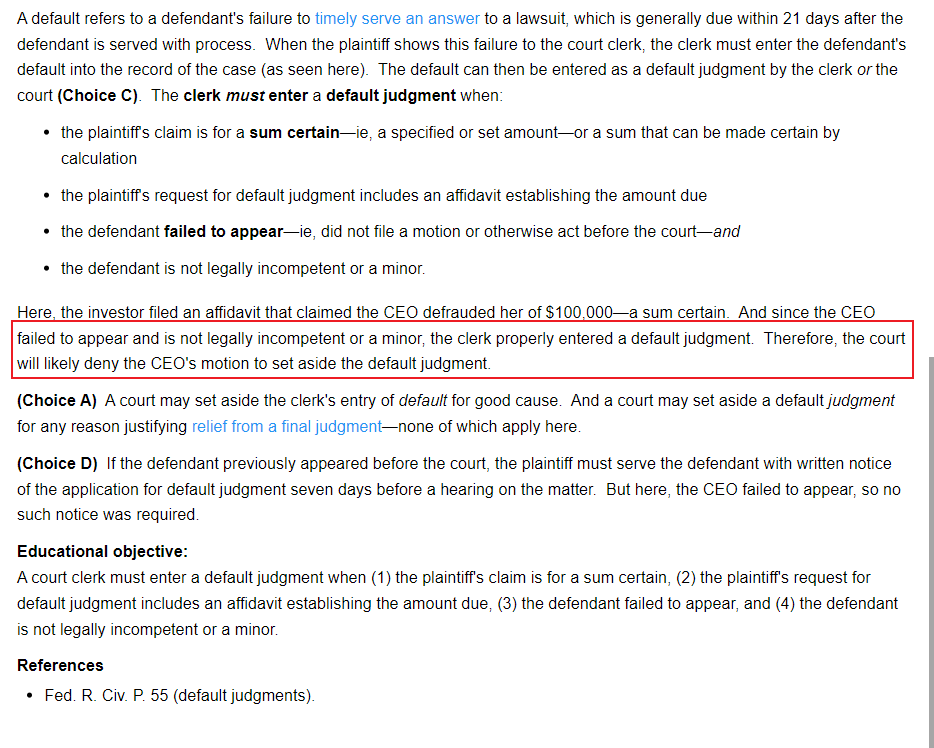 A default refers to a defendant's failure to timely serve an answer to a lawsuit, which is generally due within 21 days after the
defendant is served with process. When the plaintiff shows this failure to the court clerk, the clerk must enter the defendant's
default into the record of the case (as seen here). The default can then be entered as a default judgment by the clerk or the
court (Choice C). The clerk must enter a default judgment when:
• the plaintiff's claim is for a sum certain—ie, a specified or set amount—or a sum that can be made certain by
calculation
• the plaintiff's request for default judgment includes an affidavit establishing the amount due
• the defendant failed to appear—ie, did not file a motion or otherwise act before the court—and
• the defendant is not legally incompetent or a minor.
Here, the investor filed an affidavit that claimed the CEO defrauded her of $100,000—a sum certain. And since the CEO
failed to appear and is not legally incompetent or a minor, the clerk properly entered a default judgment. Therefore, the court
will likely deny the CEO's motion to set aside the default judgment.
(Choice A) A court may set aside the clerk's entry of default for good cause. And a court may set aside a default judgment
for any reason justifying relief from a final judgment—none of which apply here.
(Choice D) If the defendant previously appeared before the court, the plaintiff must serve the defendant with written notice
of the application for default judgment seven days before a hearing on the matter. But here, the CEO failed to appear, so no
such notice was required.
Educational objective:
A court clerk must enter a default judgment when (1) the plaintiff's claim is for a sum certain, (2) the plaintiff's request for
default judgment includes an affidavit establishing the amount due, (3) the defendant failed to appear, and (4) the defendant
is not legally incompetent or a minor.
References
• Fed. R. Civ. P. 55 (default judgments).